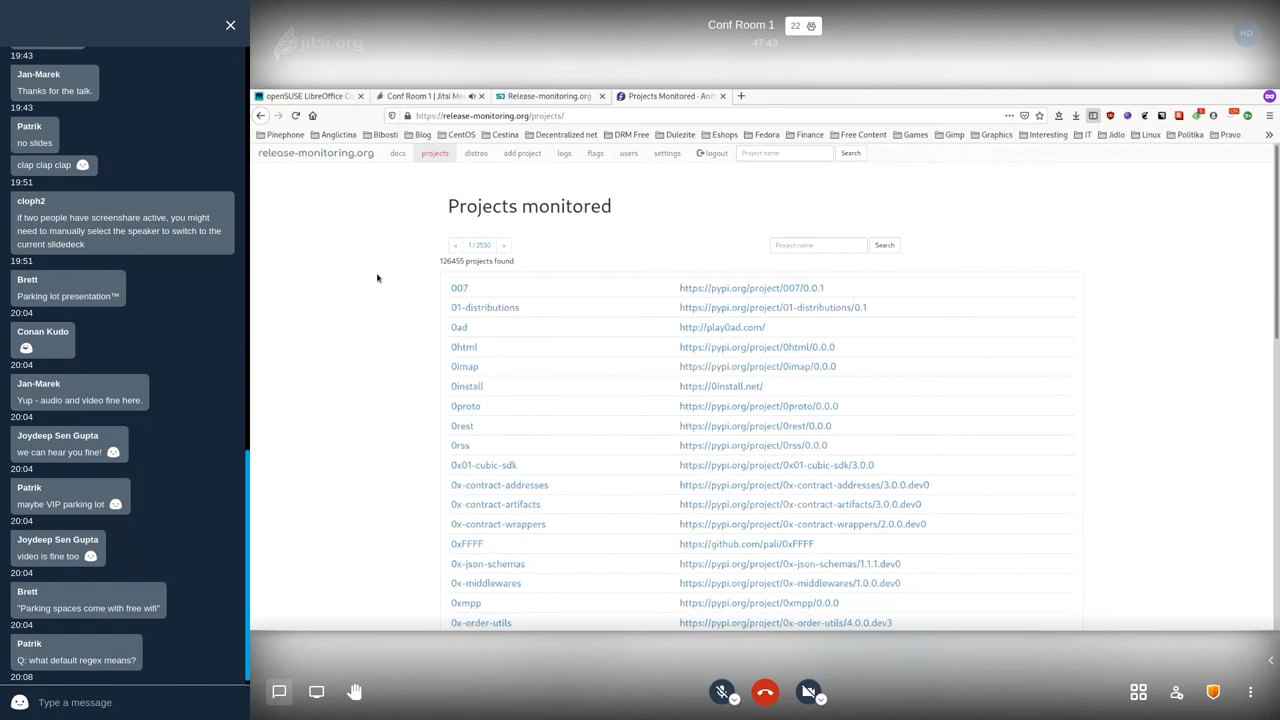 19:43
Jan-Marek
Thanks for the talk.
19:43
Patrik
no slides
clap clap clap
19:51
cloph2
if two people have screenshare active, you might
need to manually select the speaker to switch to the
current slidedeck
19:51
Brett
Parking lot presentation™
20:04
Conan Kudo
20:04
Jan-Marek
Yup - audio and video fine here.
20:04
Joydeep Sen Gupta
we can hear you fine!
20:04
Patrik
maybe VIP parking lot
20:04
Joydeep Sen Gupta
video is fine too
20:04
Brett
"Parking spaces come with free wifi"
20:04
Patrik
Q: what default regex means?
20:08
Type a message
jitsi.org
Conf Room 1
22
47:43
HD
openSUSE LibreOffice Co
Conf Room 1 | Jitsi Me
Release-monitoring.org
Projects Monitored - Anit
https://release-monitoring.org/projects/
Pinephone Anglictina Blbosti Blog CentOS Cestina Decentralized.net DRM Free Dulezite Eshops Fedora Finance Free Content Games Gimp Graphics Interesting IT Jidlo Linux Politika Pravo
release-monitoring.org docs projects distros add project logs flags users settings logout Project name Search
Projects monitored
« 1 / 2530 » Project name Search
126455 projects found
007 https://pypi.org/project/007/0.0.1
01-distributions https://pypi.org/project/01-distributions/0.1
0ad http://play0ad.com/
0html https://pypi.org/project/0html/0.0.0
0imap https://pypi.org/project/0imap/0.0.0
0install https://0install.net/
0proto https://pypi.org/project/0proto/0.0.0
0rest https://pypi.org/project/0rest/0.0.0
0rss https://pypi.org/project/0rss/0.0.0
0x01-cubic-sdk https://pypi.org/project/0x01-cubic-sdk/3.0.0
0x-contract-addresses https://pypi.org/project/0x-contract-addresses/3.0.0.dev0
0x-contract-artifacts https://pypi.org/project/0x-contract-artifacts/3.0.0.dev0
0x-contract-wrappers https://pypi.org/project/0x-contract-wrappers/2.0.0.dev0
0xFFFF https://github.com/pali/0xFFFF
0x-json-schemas https://pypi.org/project/0x-json-schemas/1.1.1.dev0
0x-middlewares https://pypi.org/project/0x-middlewares/1.0.0.dev0
0xmpp https://pypi.org/project/0xmpp/0.0.0
0x-order-utils https://pypi.org/project/0x-order-utils/4.0.0.dev3